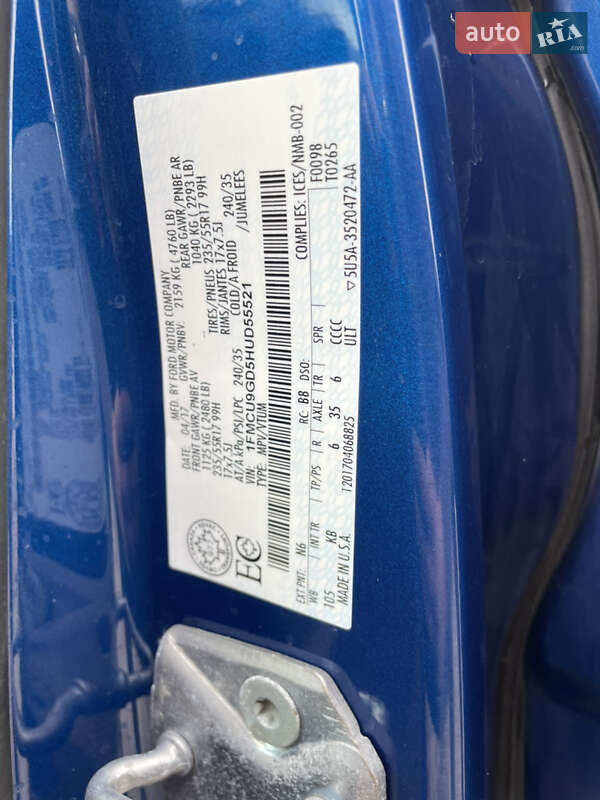 auto RIA .com
MFD. BY FORD MOTOR COMPANY
DATE: 04/17 GVWR/PNBV: 2159 KG ( 4760 LB)
FRONT GAWR/PNBE AV REAR GAWR/PNBE AR
1125 KG ( 2480 LB) 1040 KG ( 2293 LB)
235/55R17 99H TIRES/PNEUS 235/55R17 99H
17x7.5J RIMS/JANTES 17x7.5J
AT/A kPa/PSI/LPC 240/35 COLD/A FROID 240/35
VIN: 1FMCU9GD5HUD55521 /JUMELEES
TYPE: MPV/VTUM
COMPLIES: ICES/NMB-002
F0098
T0265
EXT PNT: N6 RC: BB DSO:
WB INT TR TP/PS R AXLE TR SPR
105 KB 6 35 6 CCCC
MADE IN U.S.A. ULT
1201704068825
▽5U5A-3520472-AA
EC